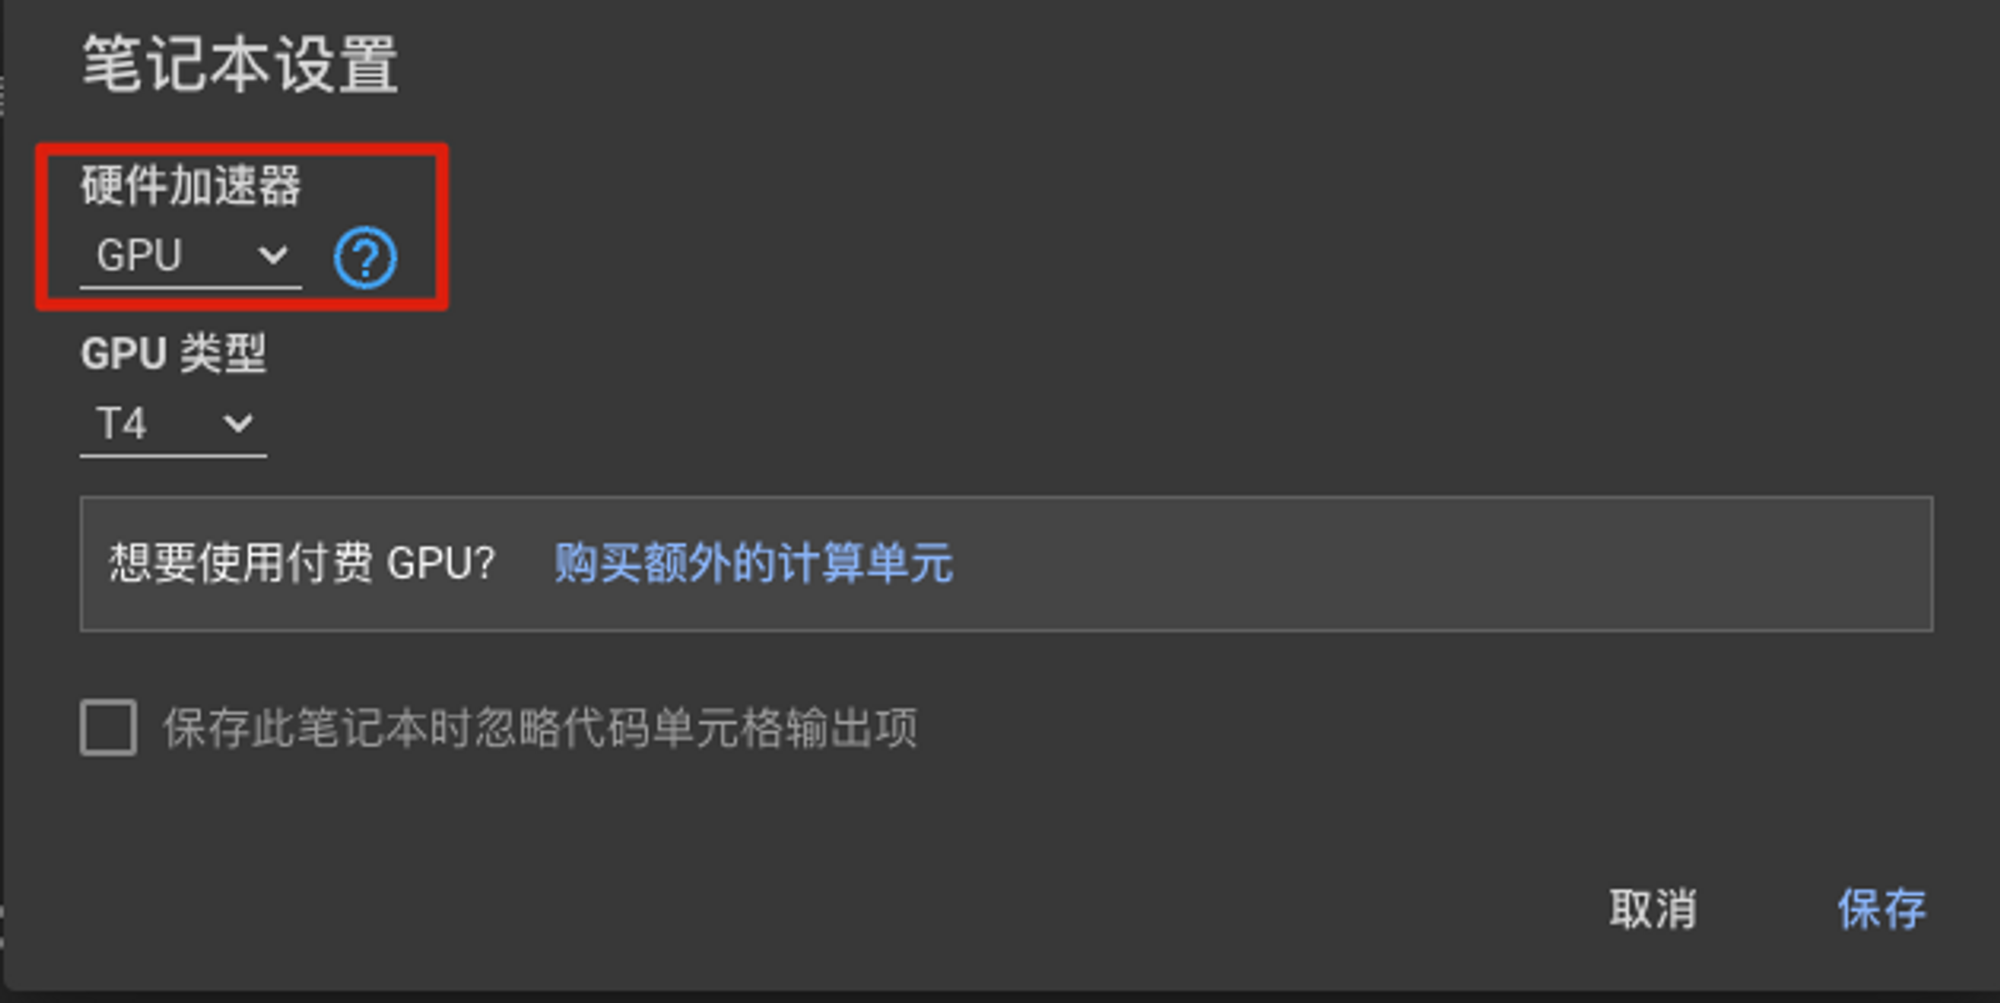 笔记本设置
硬件加速器
GPU
GPU 类型
T4
想要使用付费 GPU? 购买额外的计算单元
保存此笔记本时忽略代码单元格输出项
取消 保存